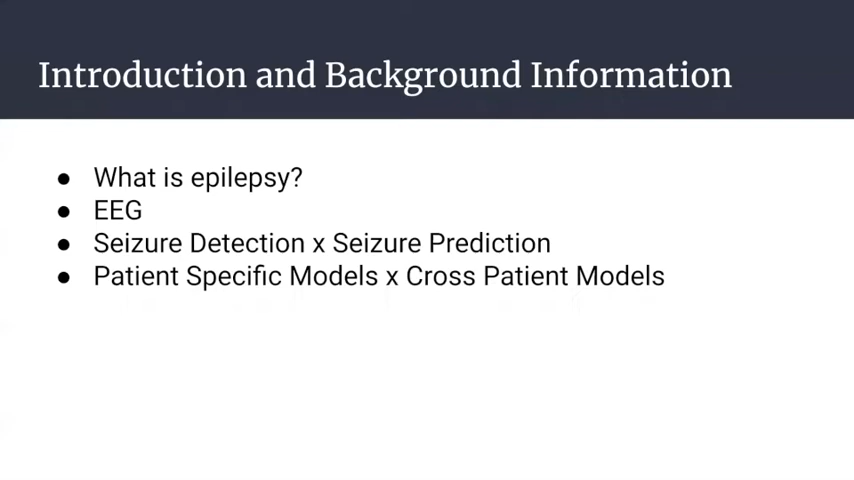 Introduction and Background Information
● What is epilepsy?
● EEG
● Seizure Detection x Seizure Prediction
● Patient Specific Models x Cross Patient Models